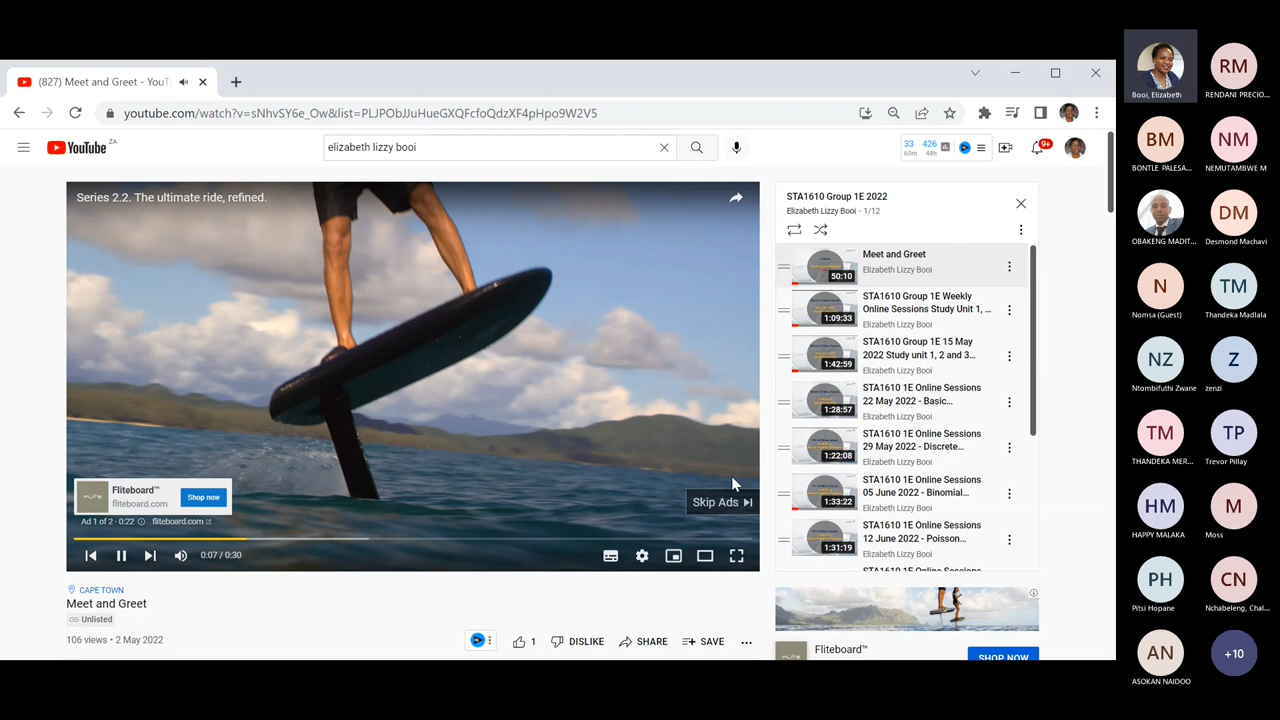 (827) Meet and Greet - YouT
youtube.com/watch?v=sNhvSY6e_Ow&list=PLJPObJJuHueGXQFcfoQdzXF4pHpo9W2V5
YouTube ZA
elizabeth lizzy booi
33 426
60m 48h
9+
Series 2.2. The ultimate ride, refined.
Fliteboard™
fliteboard.com
Shop now
Ad 1 of 2 · 0:22 fliteboard.com
Skip Ads
0:07 / 0:30
CAPE TOWN
Meet and Greet
Unlisted
106 views • 2 May 2022
1
DISLIKE
SHARE
SAVE
STA1610 Group 1E 2022
Elizabeth Lizzy Booi - 1/12
50:10
Meet and Greet
Elizabeth Lizzy Booi
1:09:33
STA1610 Group 1E Weekly
Online Sessions Study Unit 1, ...
Elizabeth Lizzy Booi
1:42:59
STA1610 Group 1E 15 May
2022 Study unit 1, 2 and 3...
Elizabeth Lizzy Booi
1:28:57
STA1610 1E Online Sessions
22 May 2022 - Basic...
Elizabeth Lizzy Booi
1:22:08
STA1610 1E Online Sessions
29 May 2022 - Discrete...
Elizabeth Lizzy Booi
1:33:22
STA1610 1E Online Sessions
05 June 2022 - Binomial...
Elizabeth Lizzy Booi
1:31:19
STA1610 1E Online Sessions
12 June 2022 - Poisson...
Elizabeth Lizzy Booi
STA1610 1E Online Sessions
Fliteboard™
SHOP NOW
Booi, Elizabeth
RM
RENDANI PRECIO...
BM
BONTLE PALESA...
NM
NEMUTAMBWE M
OBAKENG MADIT...
DM
Desmond Machavi
N
Nomsa (Guest)
TM
Thandeka Madlala
NZ
Ntombifuthi Zwane
Z
zenzi
TM
THANDEKA MER...
TP
Trevor Pillay
HM
HAPPY MALAKA
M
Moss
PH
Pitsi Hopane
CN
Nchabeleng, Chal...
AN
ASOKAN NAIDOO
+10